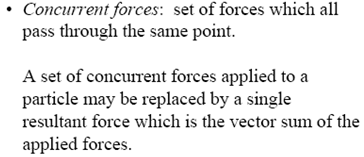 • Concurrent forces: set of forces which all
pass through the same point.
A set of concurrent forces applied to a
particle may be replaced by a single
resultant force which is the vector sum of the
applied forces.